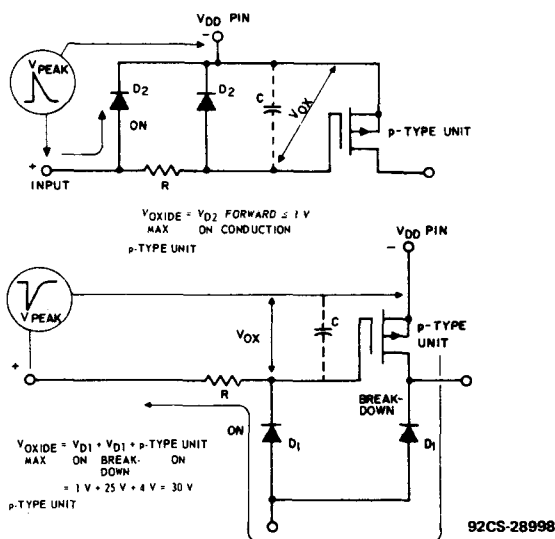 VDD PIN
−
VPEAK
D2
D2
C
VOX
ON
p-TYPE UNIT
+
INPUT
R
VOXIDE = VD2 FORWARD ≤ 1 V
MAX ON CONDUCTION
p-TYPE UNIT
VDD PIN
−
VPEAK
p-TYPE
UNIT
C
VOX
+
R
BREAK-
DOWN
ON
D1
D1
VOXIDE = VD1 + VD1 + p-TYPE UNIT
MAX ON BREAK- ON
DOWN
= 1 V + 25 V + 4 V = 30 V
p-TYPE UNIT
92CS-28998